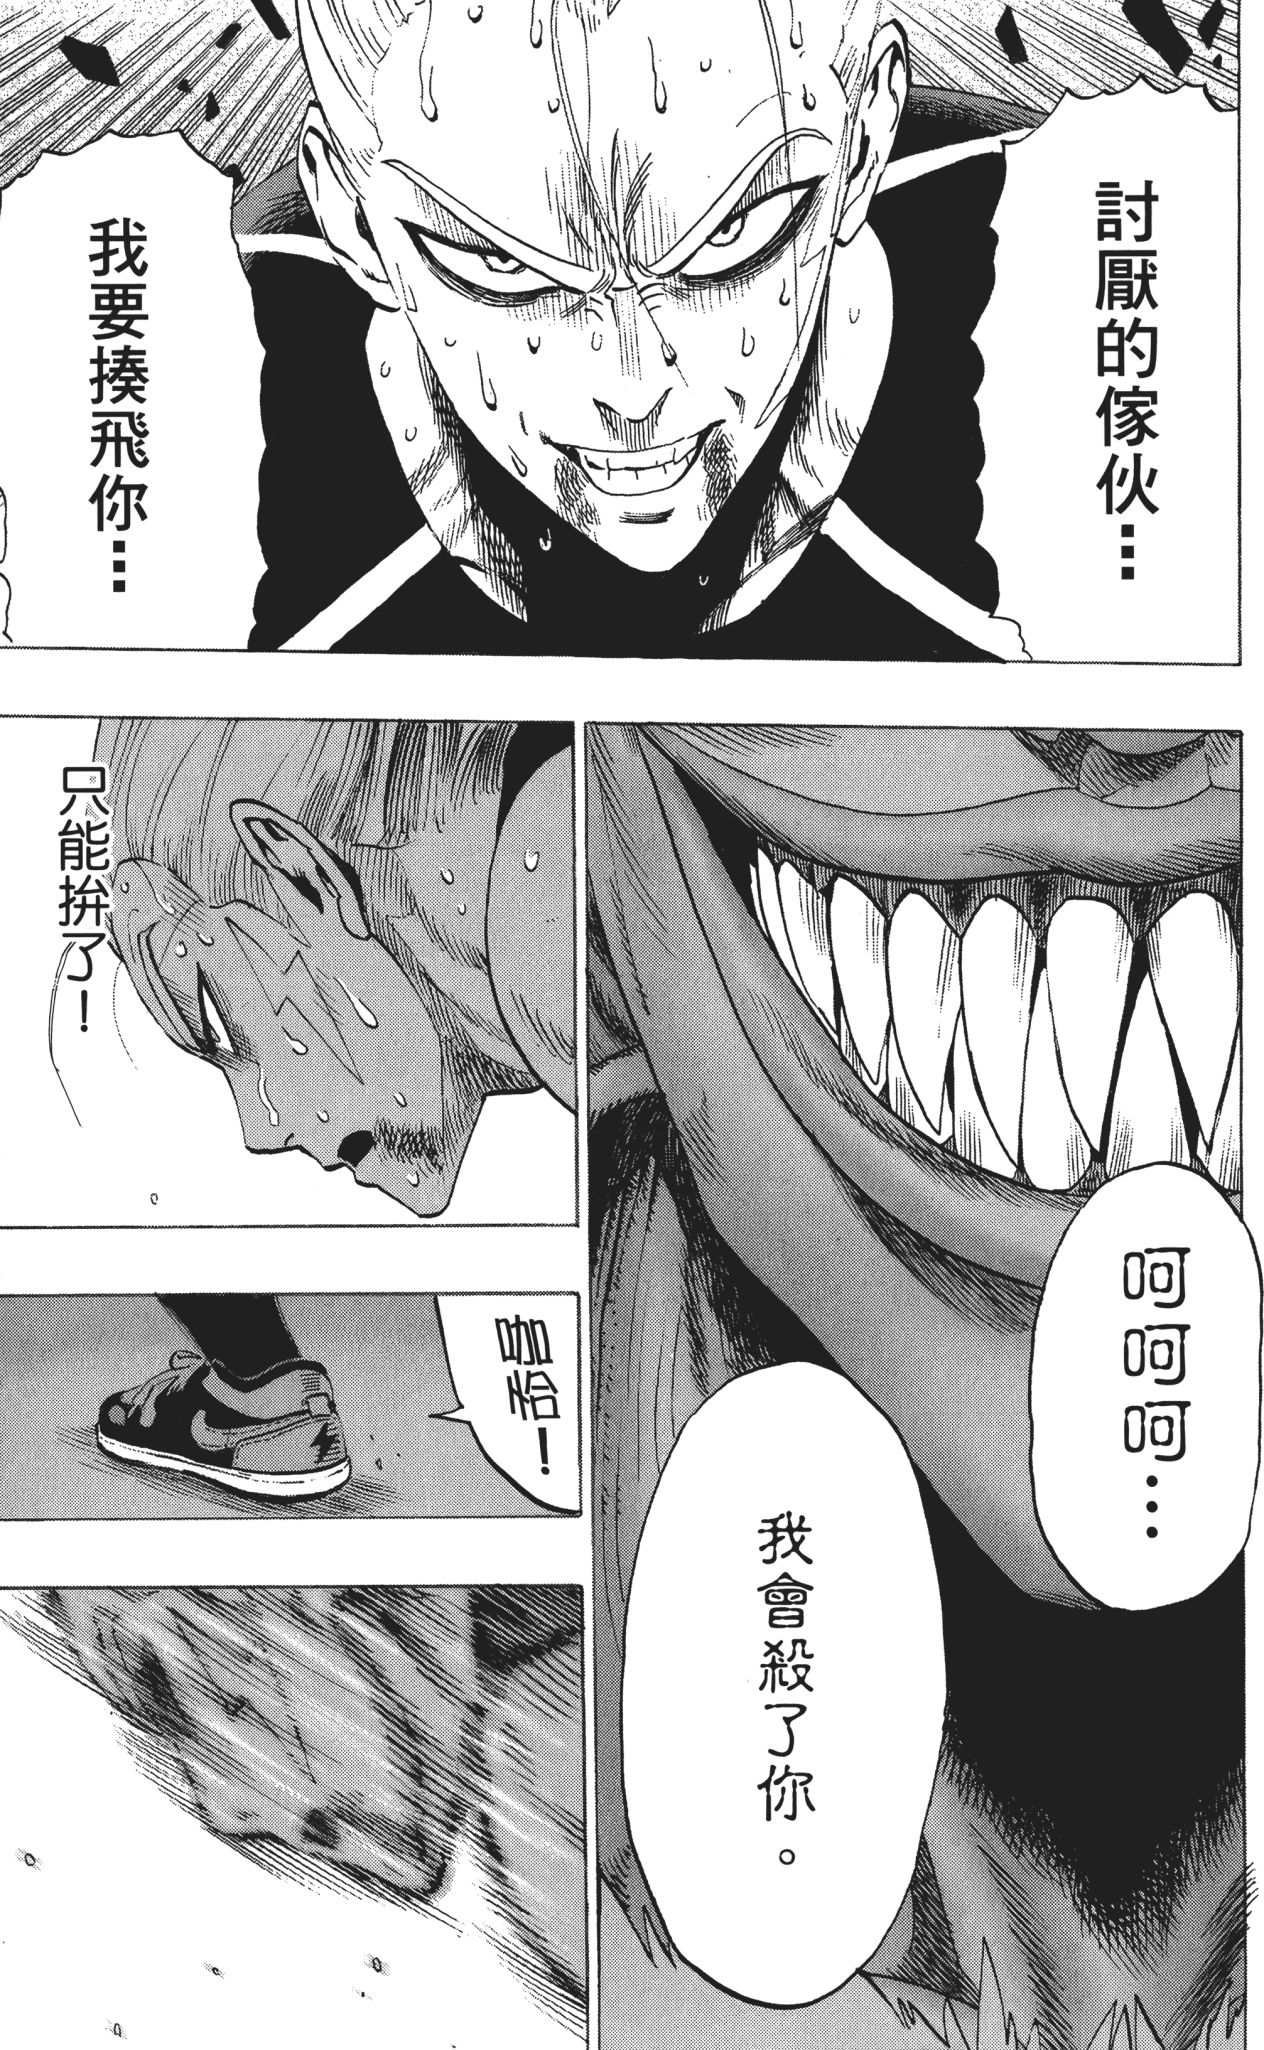 討厭的傢伙…
我要揍飛你…
呵呵呵…
我會殺了你。
只能拚了！
咖恰！